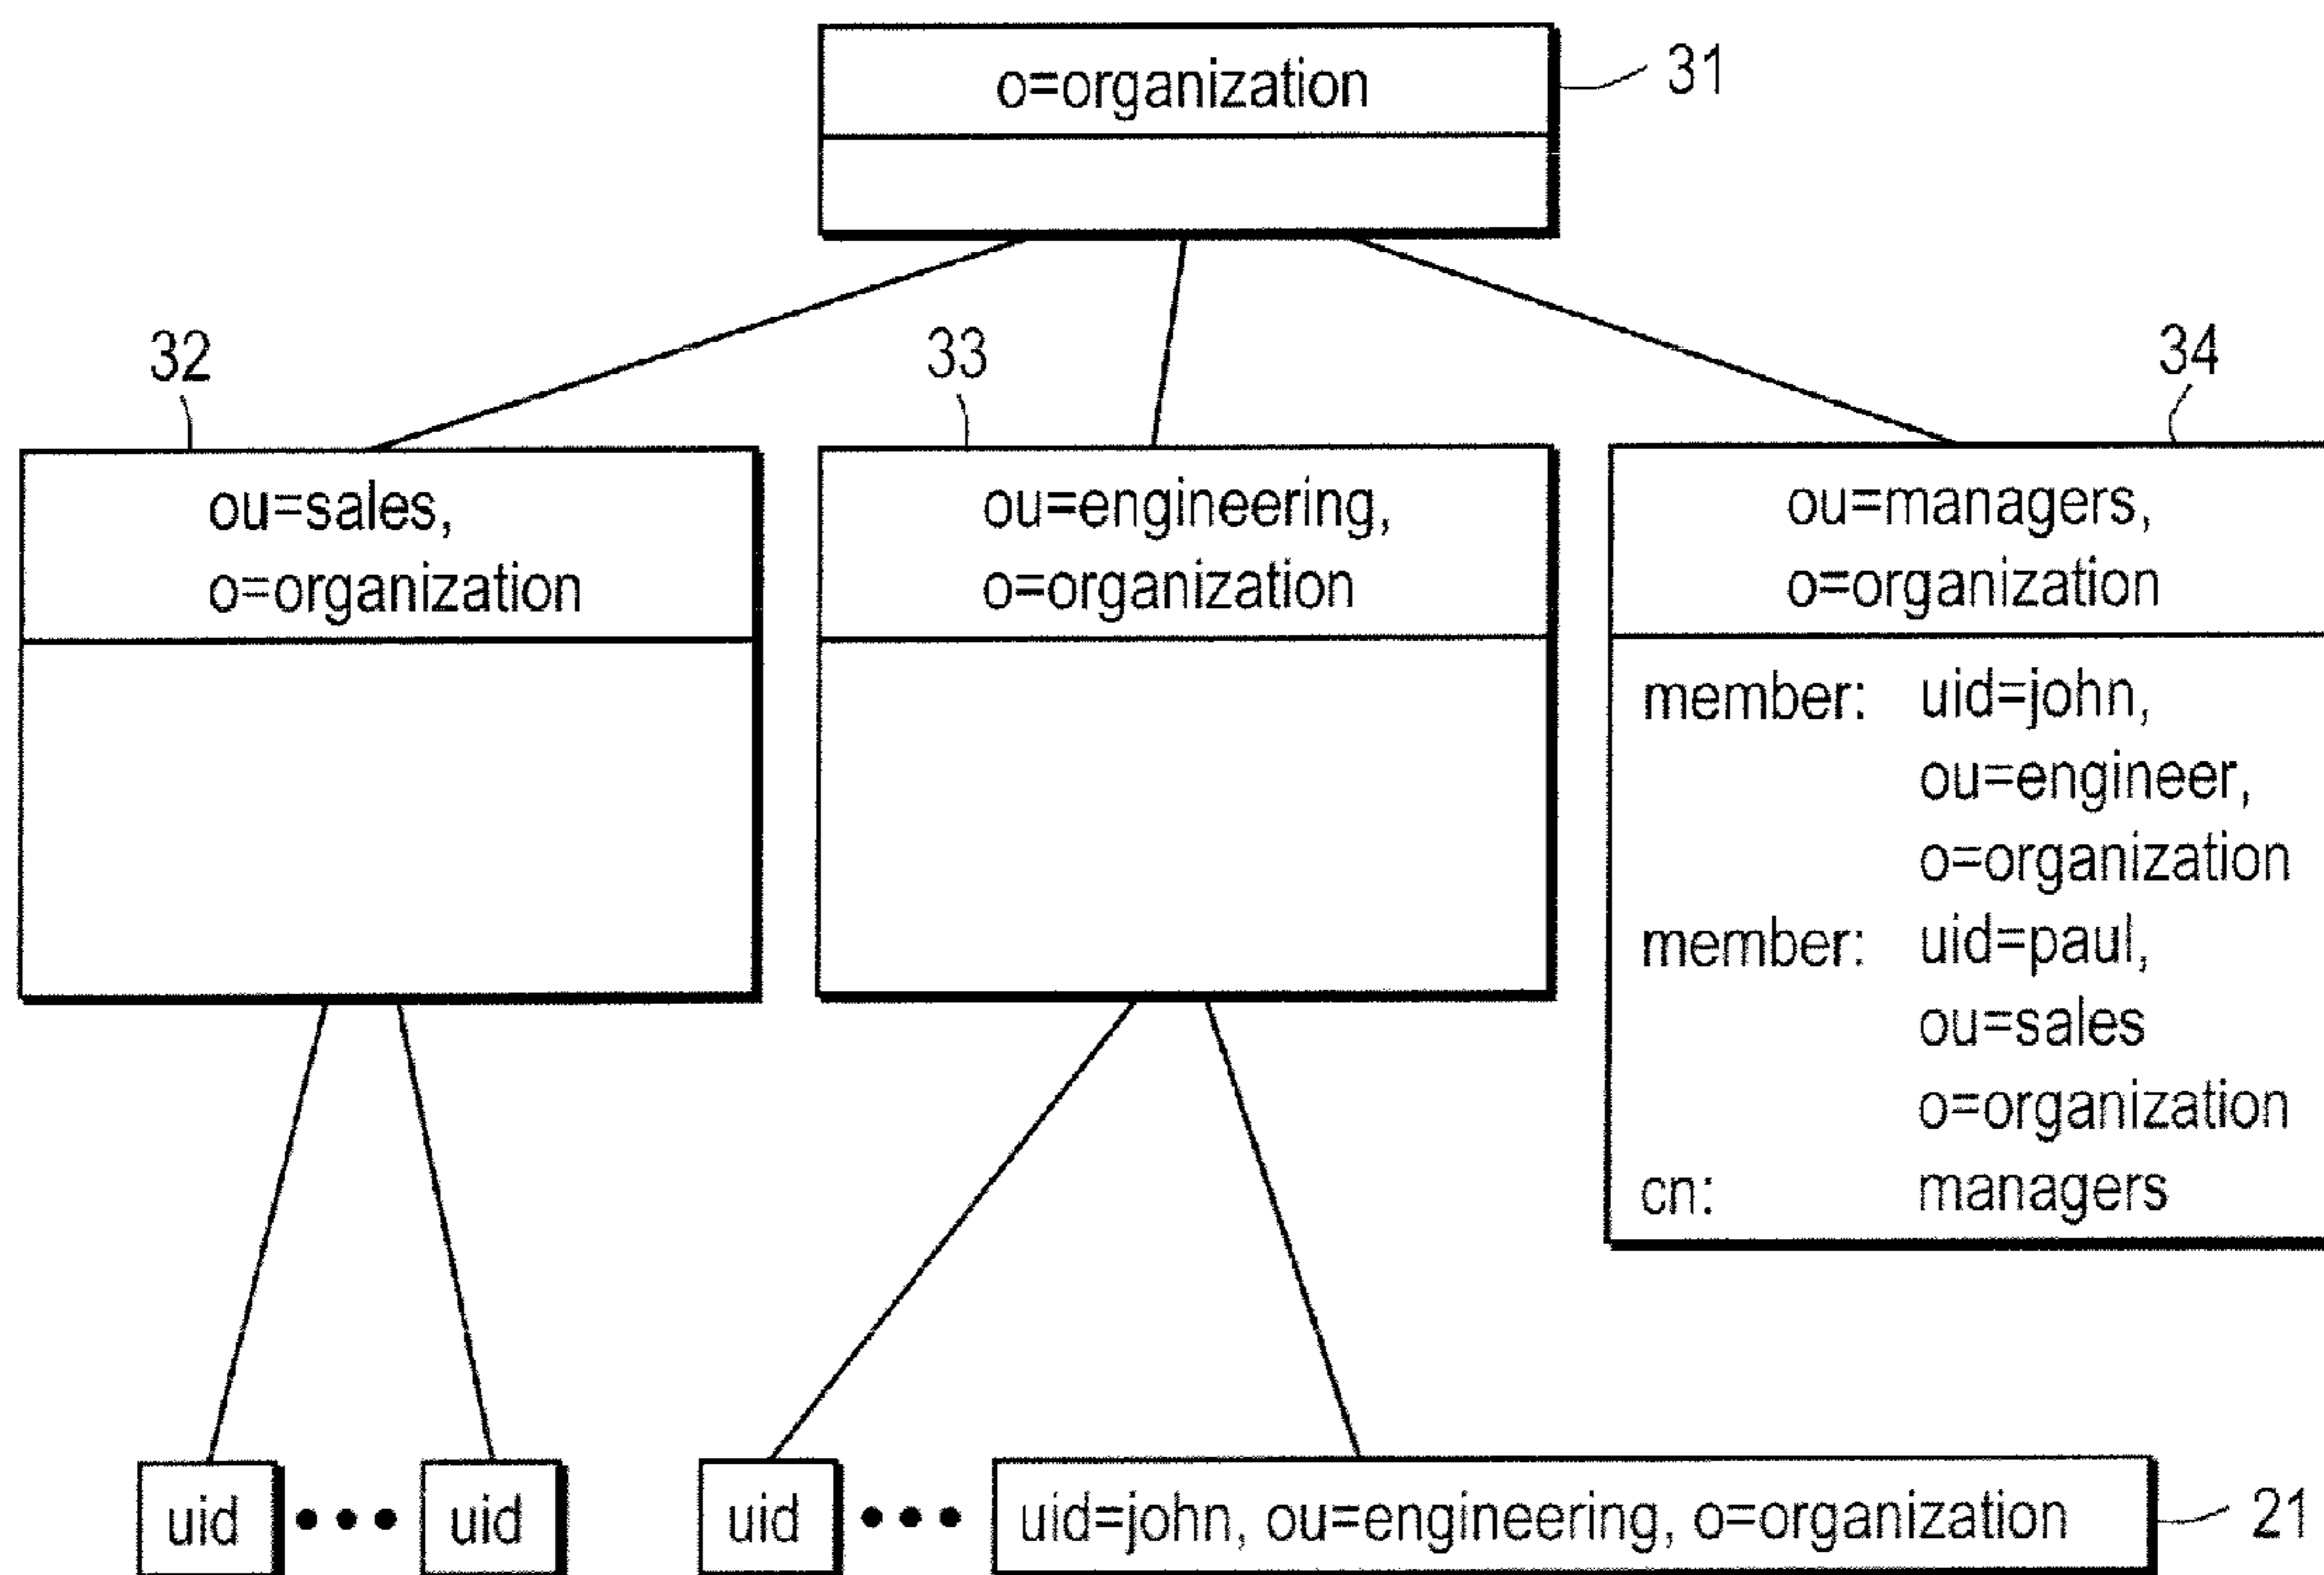 o=organization
31
32
33
34
ou=sales,
o=organization
ou=engineering,
o=organization
ou=managers,
o=organization
member: uid=john,
ou=engineer,
o=organization
member: uid=paul,
ou=sales
o=organization
cn: managers
uid
uid
uid
uid=john, ou=engineering, o=organization
21